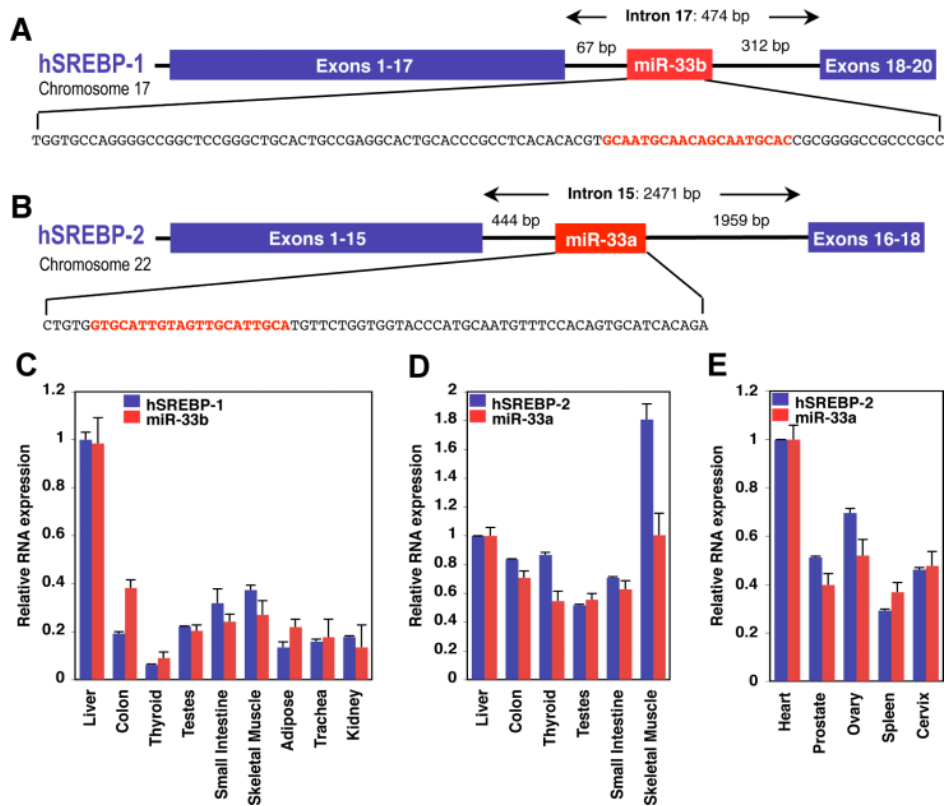 A
Intron 17: 474 bp
67 bp
312 bp
hSREBP-1
Exons 1-17
miR-33b
Exons 18-20
Chromosome 17
TGGTGCCAGGGGCCGGCTCCGGGCTGCACTGCCGAGGCACTGCACCCGCCTCACACACGTGCAATGCAACAGCAATGCACCGCGGGGCCGCCCGCC
B
Intron 15: 2471 bp
444 bp
1959 bp
hSREBP-2
Exons 1-15
miR-33a
Exons 16-18
Chromosome 22
CTGTGGTGCATTGTAGTTGCATTGCATGTTCTGGTGGTACCCATGCAATGTTTCCACAGTGCATCACAGA
C
Relative RNA expression
1.2
1
0.8
0.6
0.4
0.2
0
hSREBP-1
miR-33b
Liver
Colon
Thyroid
Testes
Small Intestine
Skeletal Muscle
Adipose
Trachea
Kidney
D
Relative RNA expression
2
1.8
1.6
1.4
1.2
1
0.8
0.6
0.4
0.2
0
hSREBP-2
miR-33a
Liver
Colon
Thyroid
Testes
Small Intestine
Skeletal Muscle
E
Relative RNA expression
1.2
1
0.8
0.6
0.4
0.2
0
hSREBP-2
miR-33a
Heart
Prostate
Ovary
Spleen
Cervix